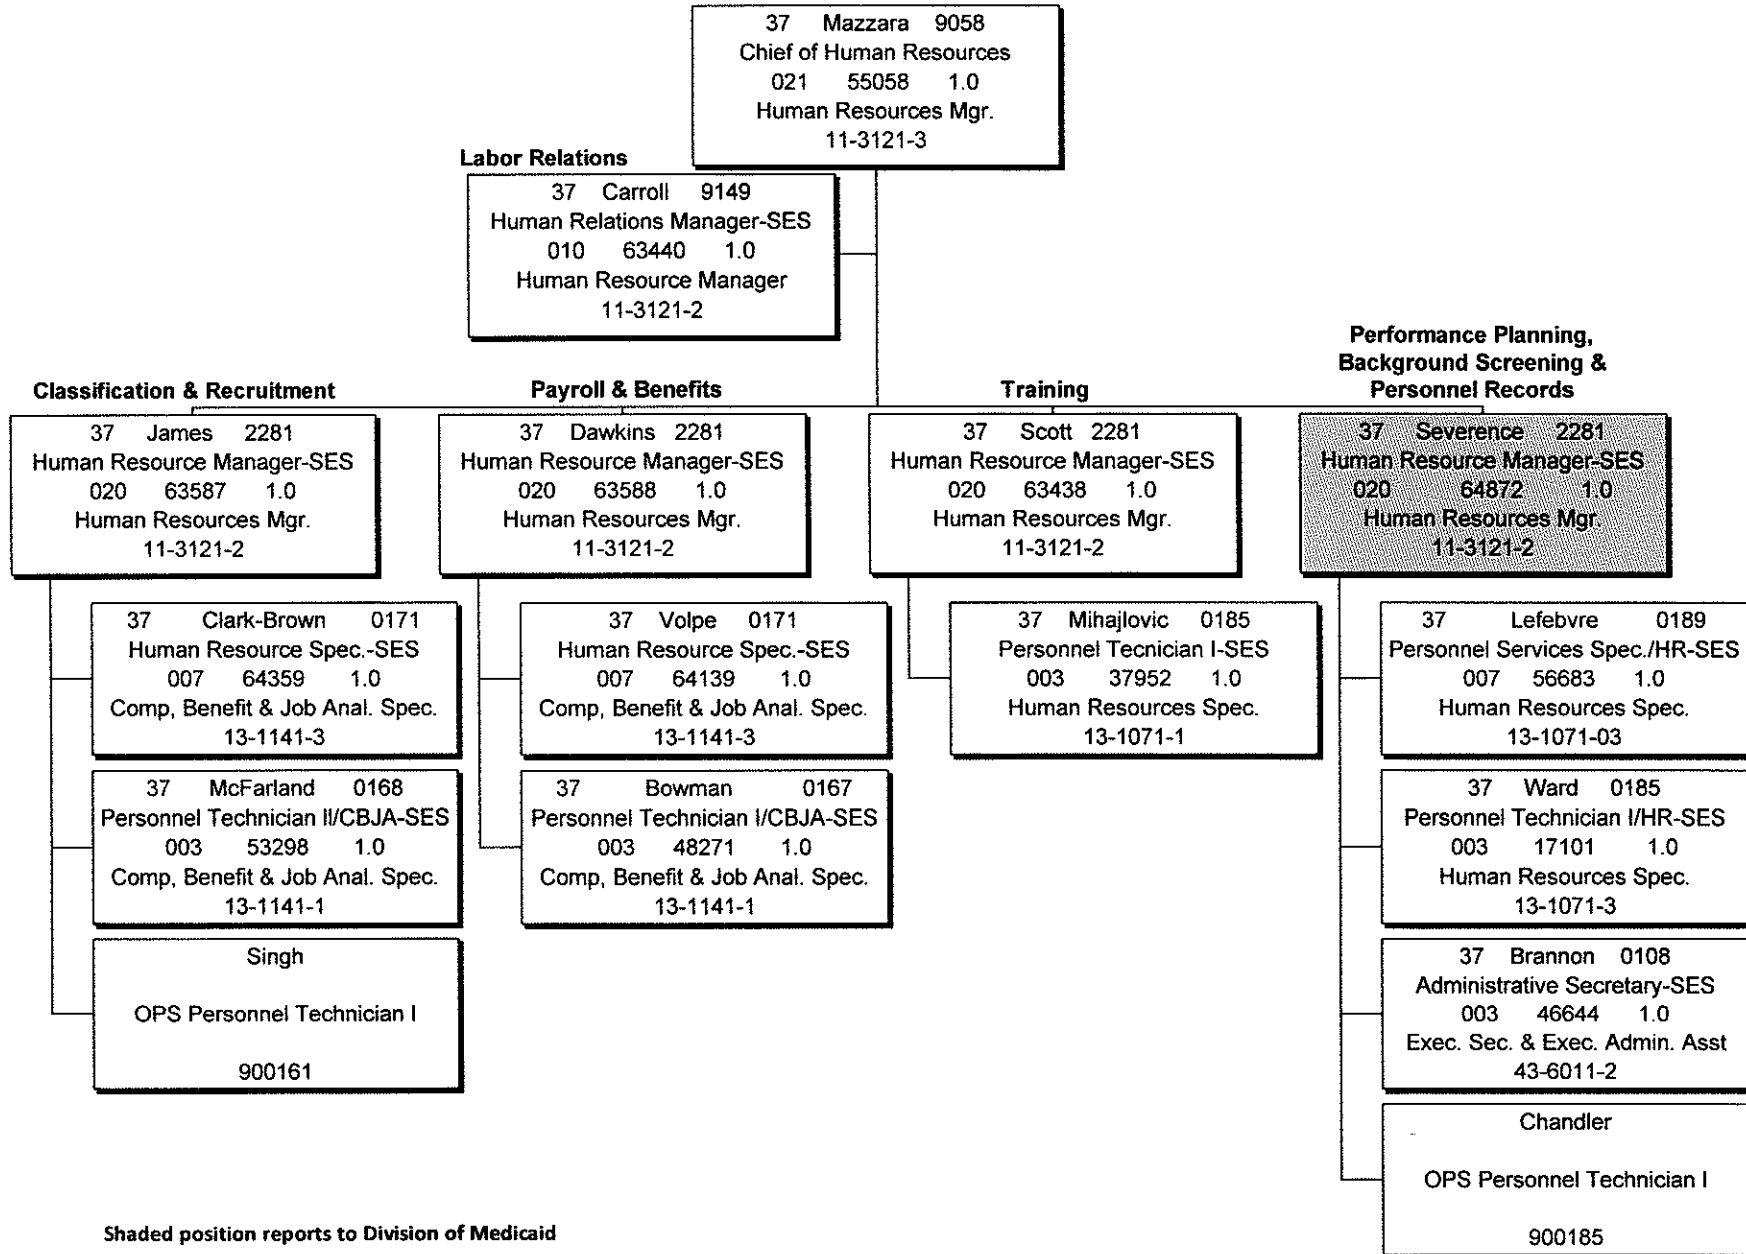 37 Mazzara 9058
Chief of Human Resources
021 55058 1.0
Human Resources Mgr.
11-3121-3
Labor Relations
37 Carroll 9149
Human Relations Manager-SES
010 63440 1.0
Human Resource Manager
11-3121-2
Classification & Recruitment
37 James 2281
Human Resource Manager-SES
020 63587 1.0
Human Resources Mgr.
11-3121-2
37 Clark-Brown 0171
Human Resource Spec.-SES
007 64359 1.0
Comp, Benefit & Job Anal. Spec.
13-1141-3
37 McFarland 0168
Personnel Technician II/CBJA-SES
003 53298 1.0
Comp, Benefit & Job Anal. Spec.
13-1141-1
Singh
OPS Personnel Technician I
900161
Payroll & Benefits
37 Dawkins 2281
Human Resource Manager-SES
020 63588 1.0
Human Resources Mgr.
11-3121-2
37 Volpe 0171
Human Resource Spec.-SES
007 64139 1.0
Comp, Benefit & Job Anal. Spec.
13-1141-3
37 Bowman 0167
Personnel Technician I/CBJA-SES
003 48271 1.0
Comp, Benefit & Job Anal. Spec.
13-1141-1
Training
37 Scott 2281
Human Resource Manager-SES
020 63438 1.0
Human Resources Mgr.
11-3121-2
37 Mihajlovic 0185
Personnel Tecnician I-SES
003 37952 1.0
Human Resources Spec.
13-1071-1
Performance Planning,
Background Screening &
Personnel Records
37 Severence 2281
Human Resource Manager-SES
020 64872 1.0
Human Resources Mgr.
11-3121-2
37 Lefebvre 0189
Personnel Services Spec./HR-SES
007 56683 1.0
Human Resources Spec.
13-1071-03
37 Ward 0185
Personnel Technician I/HR-SES
003 17101 1.0
Human Resources Spec.
13-1071-3
37 Brannon 0108
Administrative Secretary-SES
003 46644 1.0
Exec. Sec. & Exec. Admin. Asst
43-6011-2
Chandler
OPS Personnel Technician I
900185
Shaded position reports to Division of Medicaid